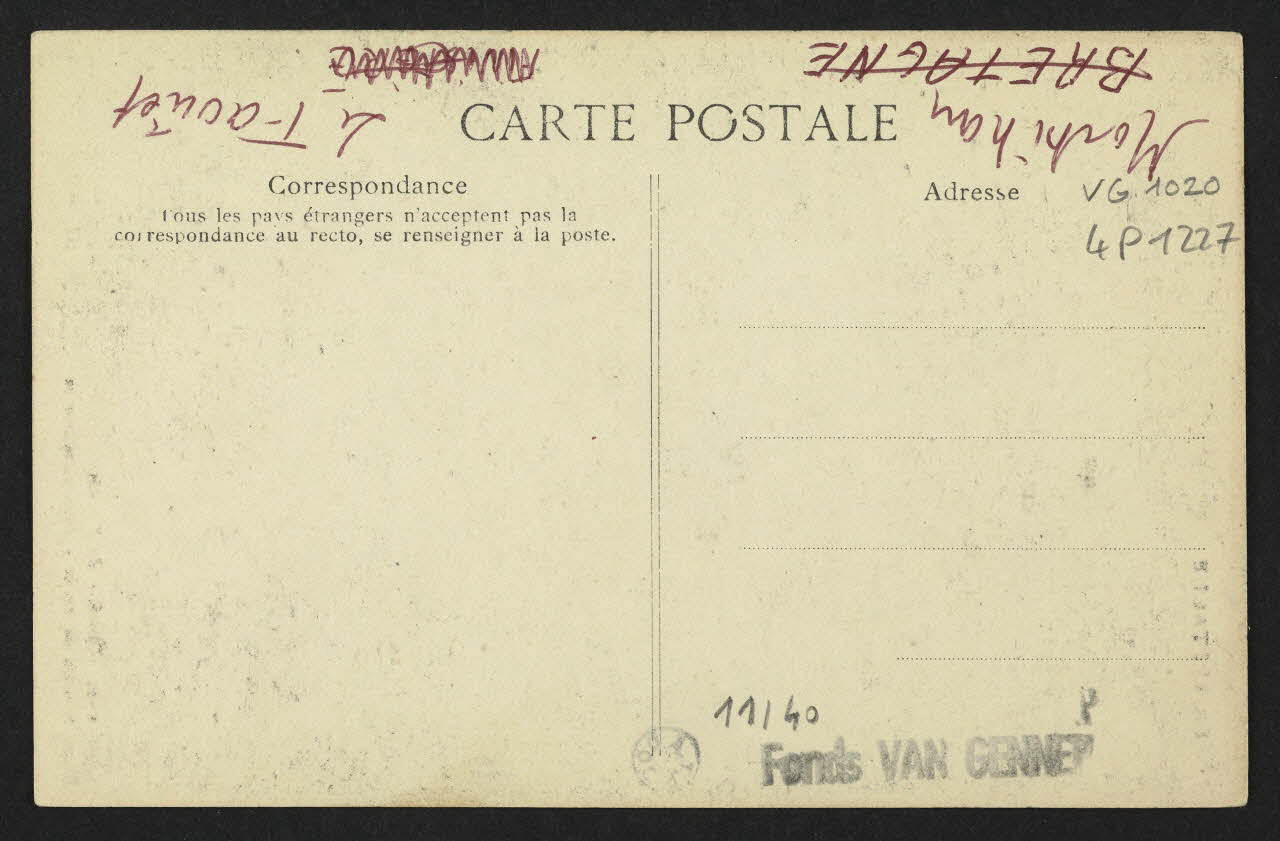 BRETAGNE
Morbihan
Le Faouët
CARTE POSTALE
Correspondance
Tous les pays étrangers n'acceptent pas la
correspondance au recto, se renseigner à la poste.
Adresse
VG 1020
4P1227
11/40
Fonds VAN GENNEP